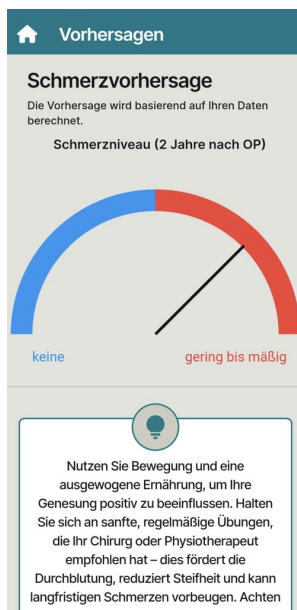 Vorhersagen
Schmerzvorhersage
Die Vorhersage wird basierend auf Ihren Daten
berechnet.
Schmerzniveau (2 Jahre nach OP)
keine
gering bis mäßig
Nutzen Sie Bewegung und eine
ausgewogene Ernährung, um Ihre
Genesung positiv zu beeinflussen. Halten
Sie sich an sanfte, regelmäßige Übungen,
die Ihr Chirurg oder Physiotherapeut
empfohlen hat – dies fördert die
Durchblutung, reduziert Steifheit und kann
langfristigen Schmerzen vorbeugen. Achten